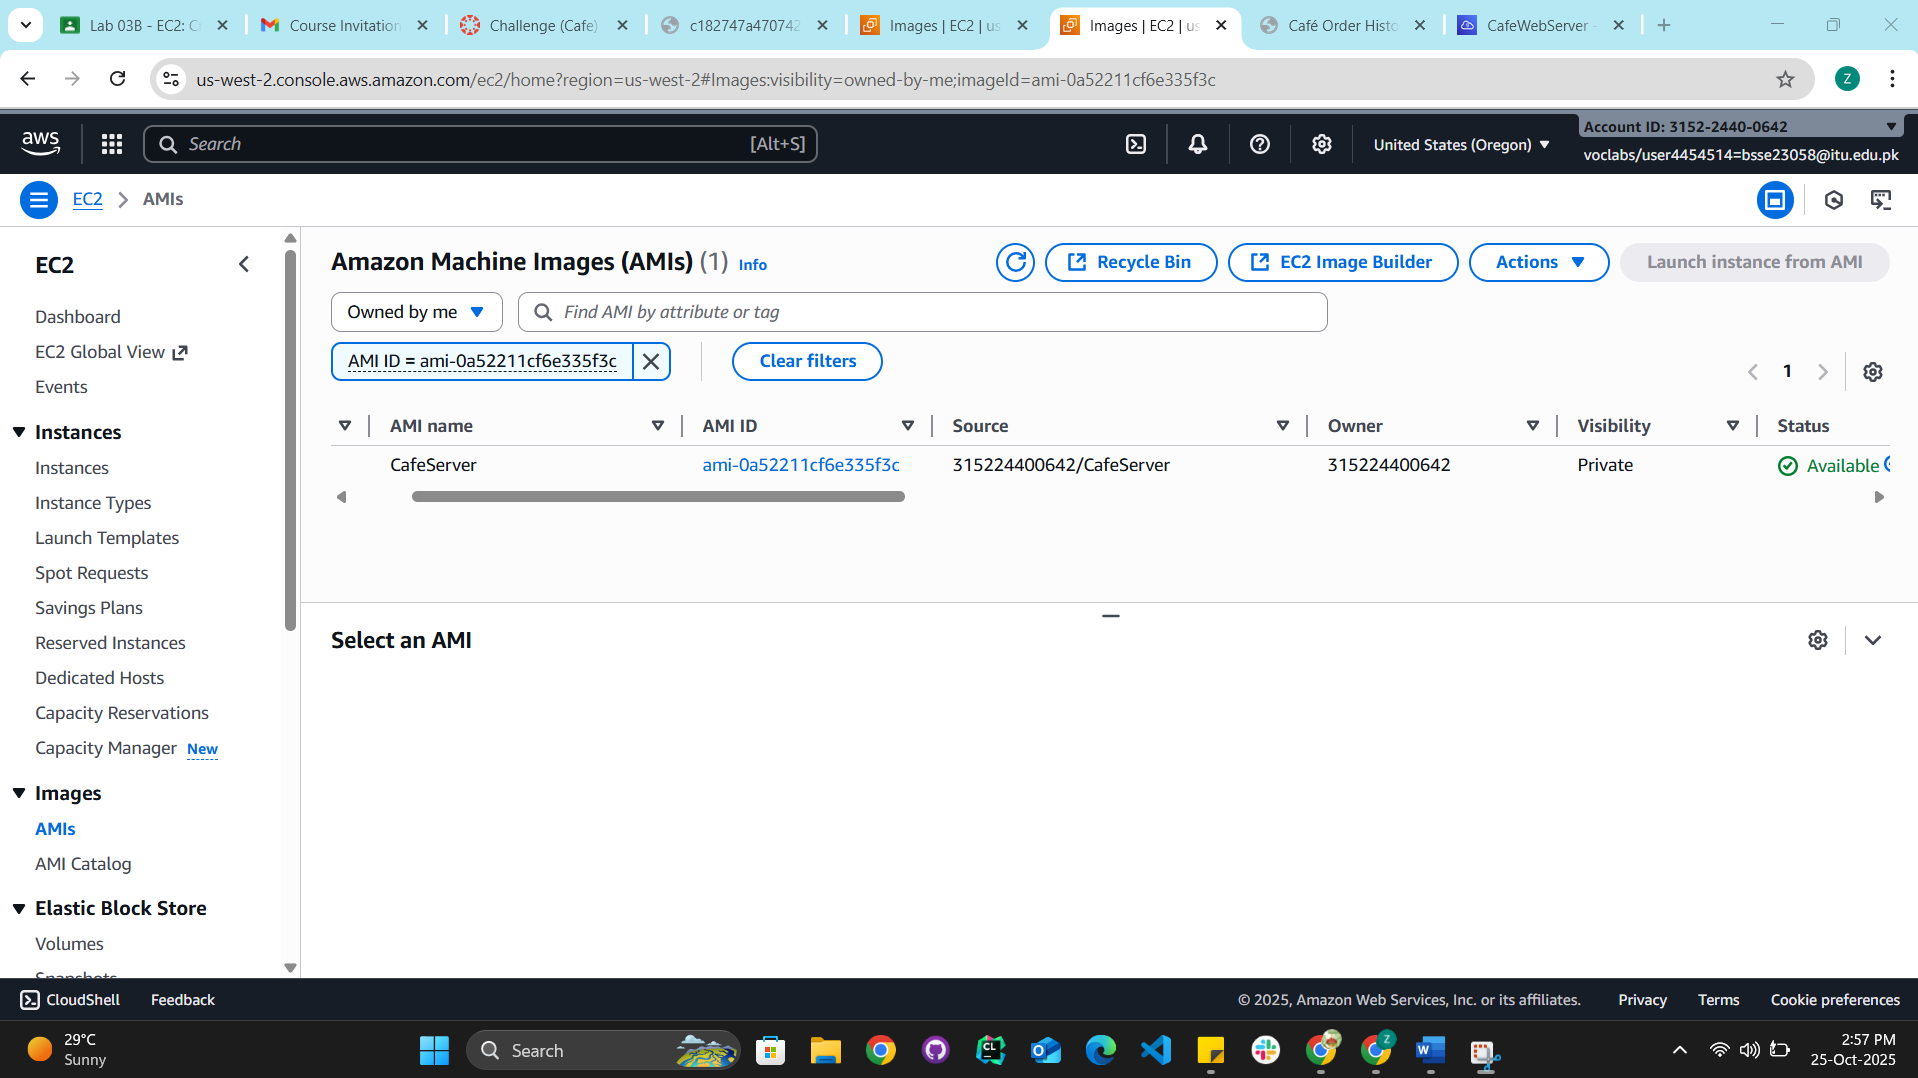 Lab 03B - EC2: C
Course Invitation
Challenge (Cafe)
c182747a470742
Images | EC2 | us
Images | EC2 | us
Café Order Histo
CafeWebServer -
us-west-2.console.aws.amazon.com/ec2/home?region=us-west-2#Images:visibility=owned-by-me;imageId=ami-0a52211cf6e335f3c
Z
aws
Search
[Alt+S]
United States (Oregon)
Account ID: 3152-2440-0642
voclabs/user4454514=bsse23058@itu.edu.pk
EC2
AMIs
EC2
Dashboard
EC2 Global View
Events
Instances
Instances
Instance Types
Launch Templates
Spot Requests
Savings Plans
Reserved Instances
Dedicated Hosts
Capacity Reservations
Capacity Manager New
Images
AMIs
AMI Catalog
Elastic Block Store
Volumes
Snapshots
Amazon Machine Images (AMIs) (1) Info
Recycle Bin
EC2 Image Builder
Actions
Launch instance from AMI
Owned by me
Find AMI by attribute or tag
AMI ID = ami-0a52211cf6e335f3c
Clear filters
1
AMI name AMI ID Source Owner Visibility Status
CafeServer ami-0a52211cf6e335f3c 315224400642/CafeServer 315224400642 Private Available
Select an AMI
CloudShell
Feedback
© 2025, Amazon Web Services, Inc. or its affiliates.
Privacy
Terms
Cookie preferences
29°C
Sunny
Search
Z
2:57 PM
25-Oct-2025